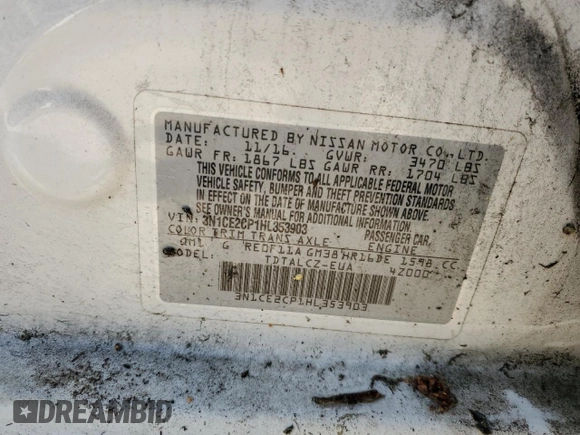 MANUFACTURED BY NISSAN MOTOR CO., LTD.
DATE: 11/16. GVWR: 3470 LBS
GAWR FR: 1867 LBS GAWR RR: 1704 LBS
THIS VEHICLE CONFORMS TO ALL APPLICABLE FEDERAL MOTOR
VEHICLE SAFETY, BUMPER AND THEFT PREVENTION STANDARDS
IN EFFECT ON THE DATE OF MANUFACTURE SHOWN ABOVE.
SEE OWNER'S MANUAL FOR ADDITIONAL LOADING INFORMATION.
VIN: 3N1CE2CP1HL353903 PASSENGER CAR
COLOR TRIM TRANS AXLE ENGINE
QM1 G RE0F11A GM38 HR16DE 1598 CC
MODEL: TDTALCZ-EUA 42000
3N1CE2CP1HL353903
DREAMBID